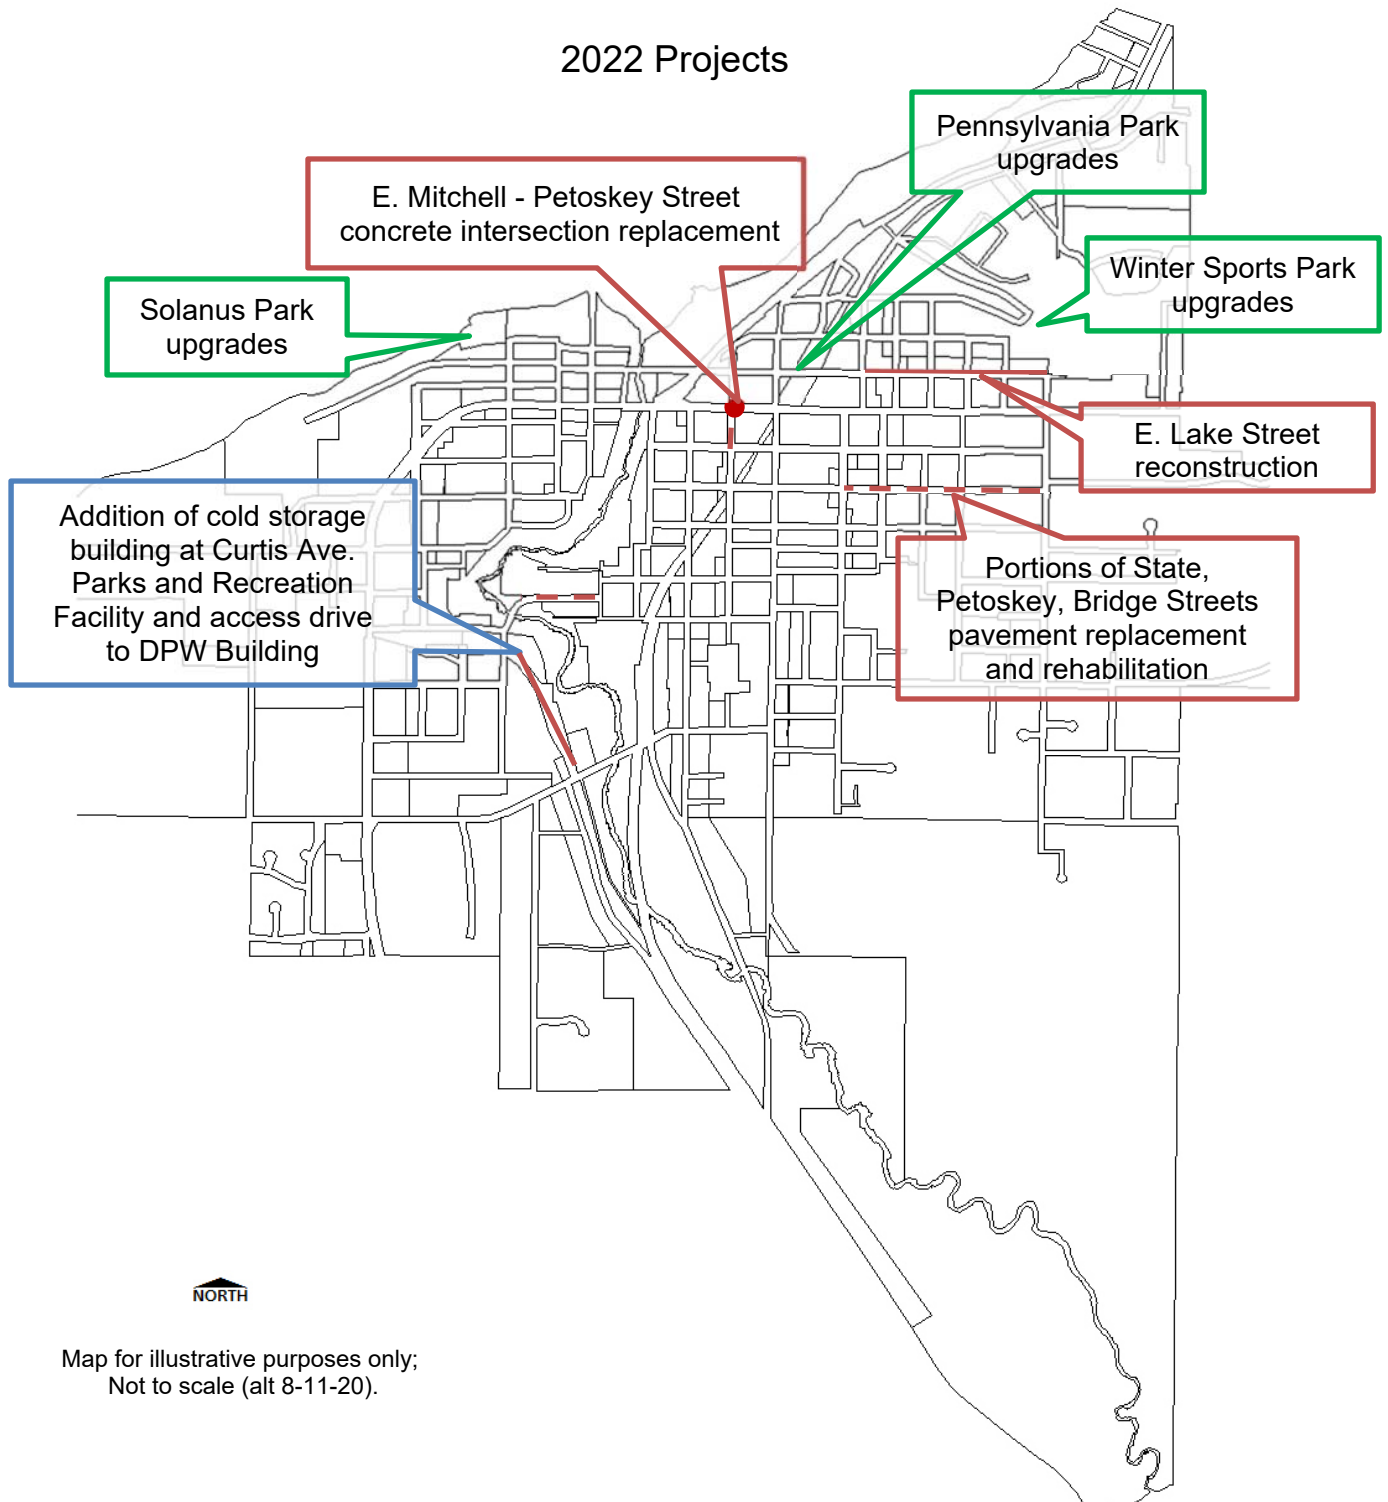 2022 Projects
Pennsylvania Park
upgrades
E. Mitchell - Petoskey Street
concrete intersection replacement
Winter Sports Park
upgrades
Solanus Park
upgrades
E. Lake Street
reconstruction
Addition of cold storage
building at Curtis Ave.
Parks and Recreation
Facility and access drive
to DPW Building
Portions of State,
Petoskey, Bridge Streets
pavement replacement
and rehabilitation
NORTH
Map for illustrative purposes only;
Not to scale (alt 8-11-20).